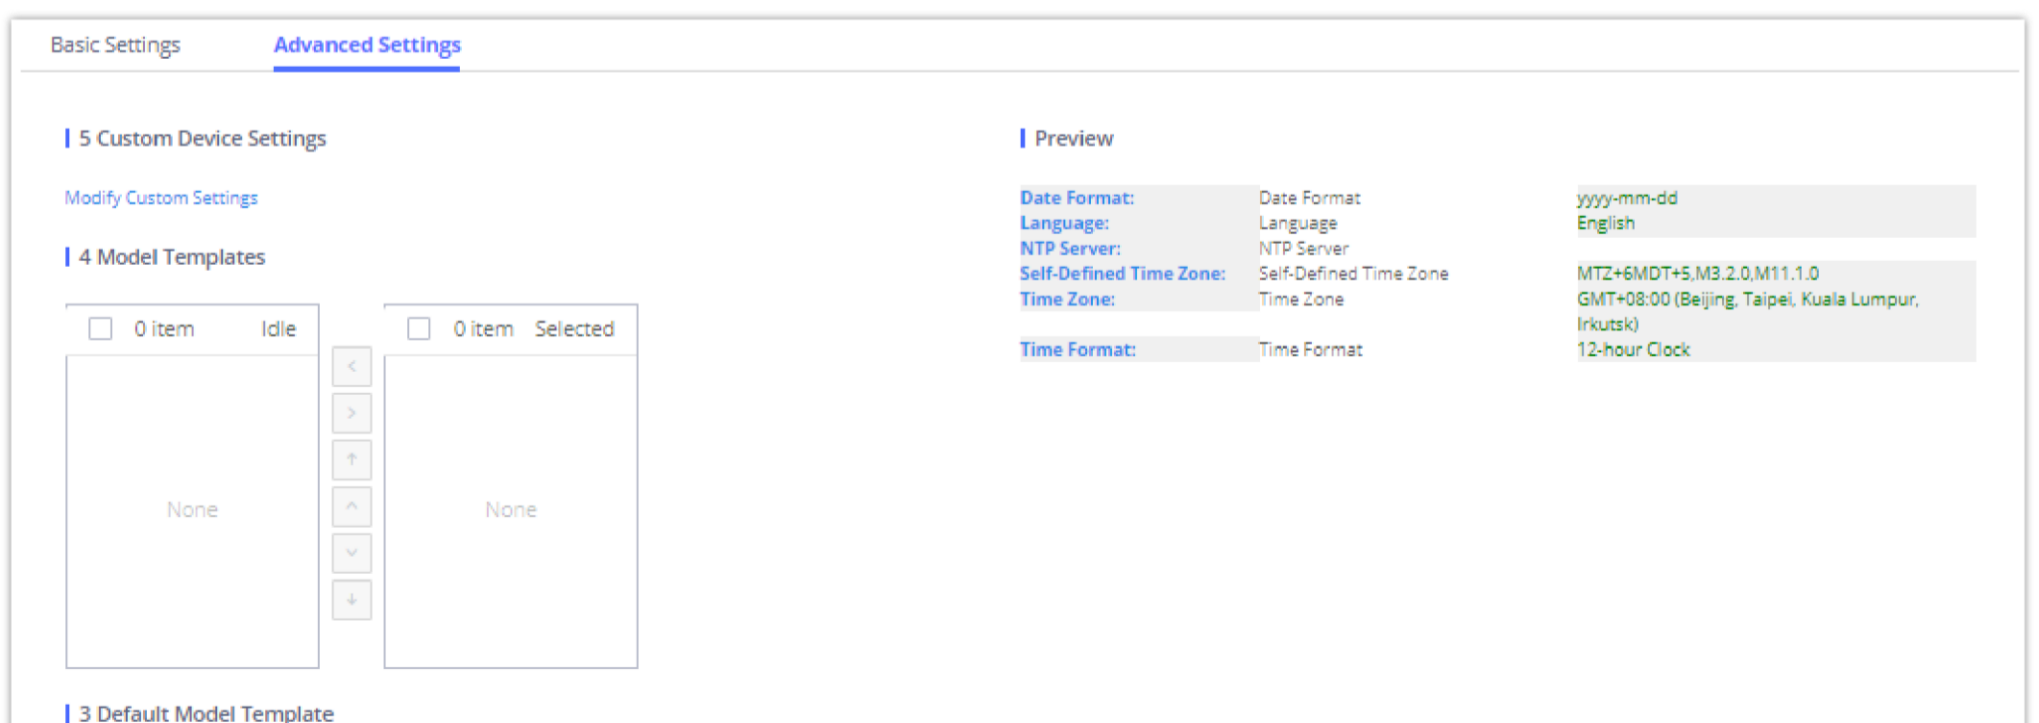 Basic Settings Advanced Settings
5 Custom Device Settings
Modify Custom Settings
4 Model Templates
0 item Idle
0 item Selected
None
None
3 Default Model Template
Preview
Date Format: Date Format yyyy-mm-dd
Language: Language English
NTP Server: NTP Server
Self-Defined Time Zone: Self-Defined Time Zone MTZ+6MDT+5,M3.2.0,M11.1.0
Time Zone: Time Zone GMT+08:00 (Beijing, Taipei, Kuala Lumpur,
Irkutsk)
Time Format: Time Format 12-hour Clock